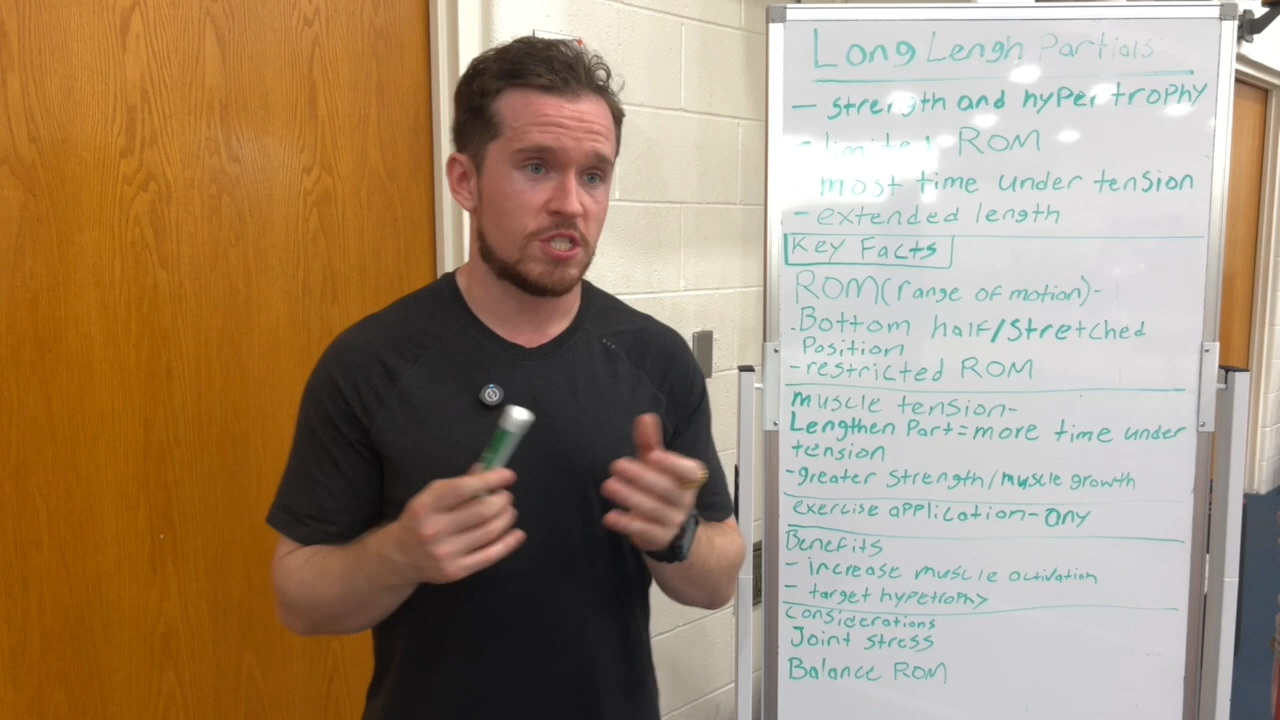 Long Lengh Partials
- strength and hypertrophy
- limited ROM
- most time under tension
- extended length
Key Facts
ROM (range of motion)-
.Bottom half/stretched
Position
-restricted ROM
muscle tension-
Lengthen Part=more time under
tension
-greater strength/muscle growth
exercise application-any
Benefits
- increase muscle activation
- target hypetrophy
considerations
Joint stress
Balance ROM